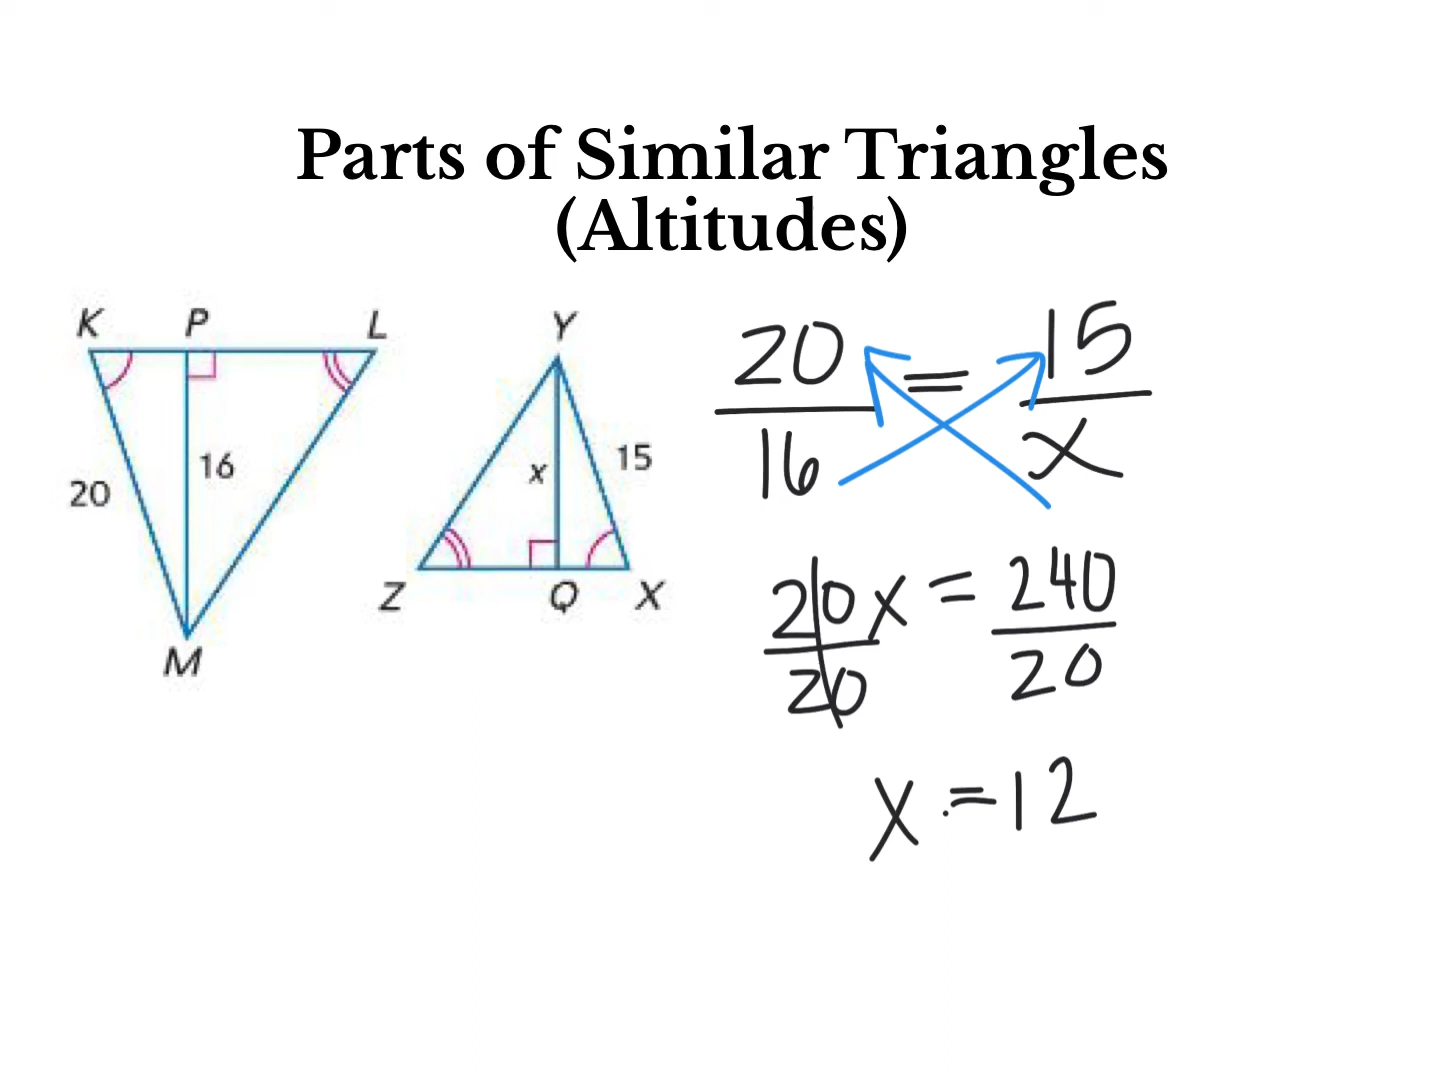 Parts of Similar Triangles
(Altitudes)
K P L
20 16
M
Y
x 15
Z Q X
20/16 = 15/x
20x/20 = 240/20
x = 12